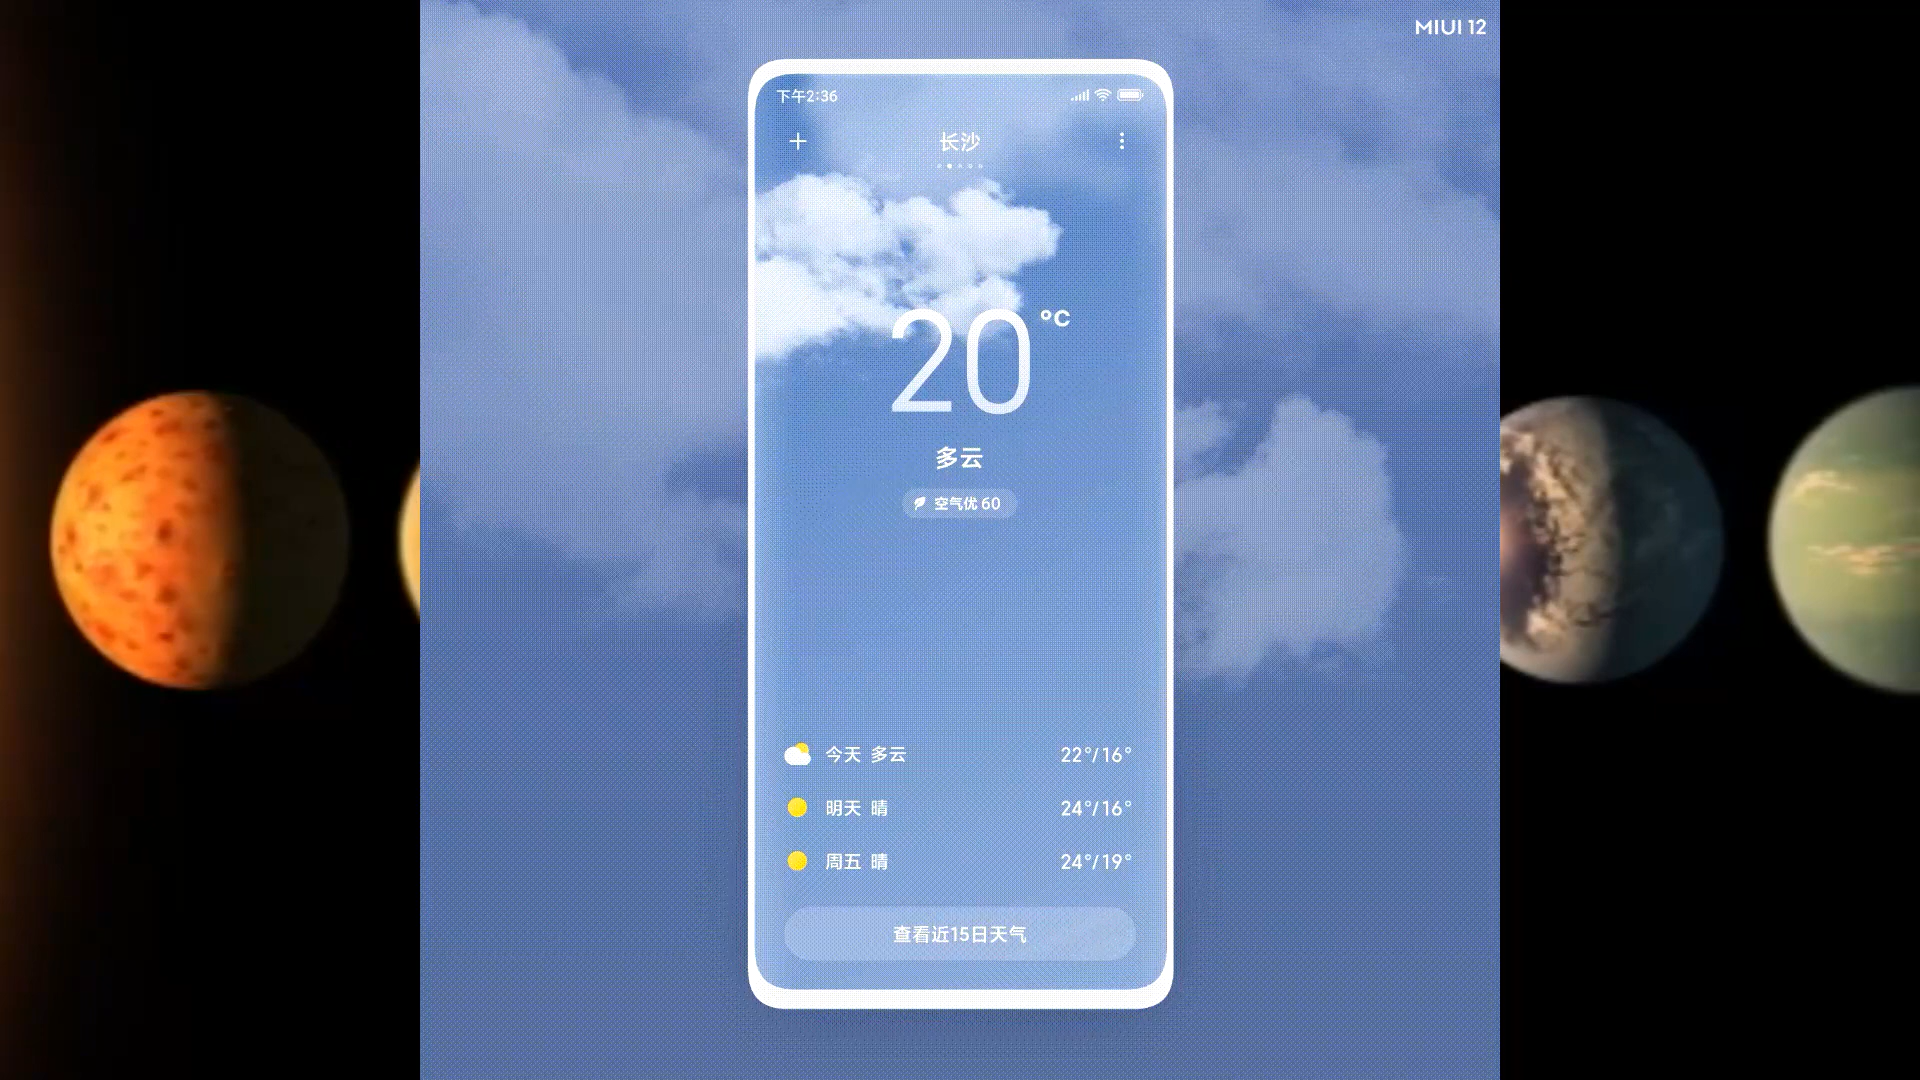 MIUI 12
下午2:36
长沙
20 °C
多云
空气优 60
今天 多云 22°/16°
明天 晴 24°/16°
周五 晴 24°/19°
查看近15日天气